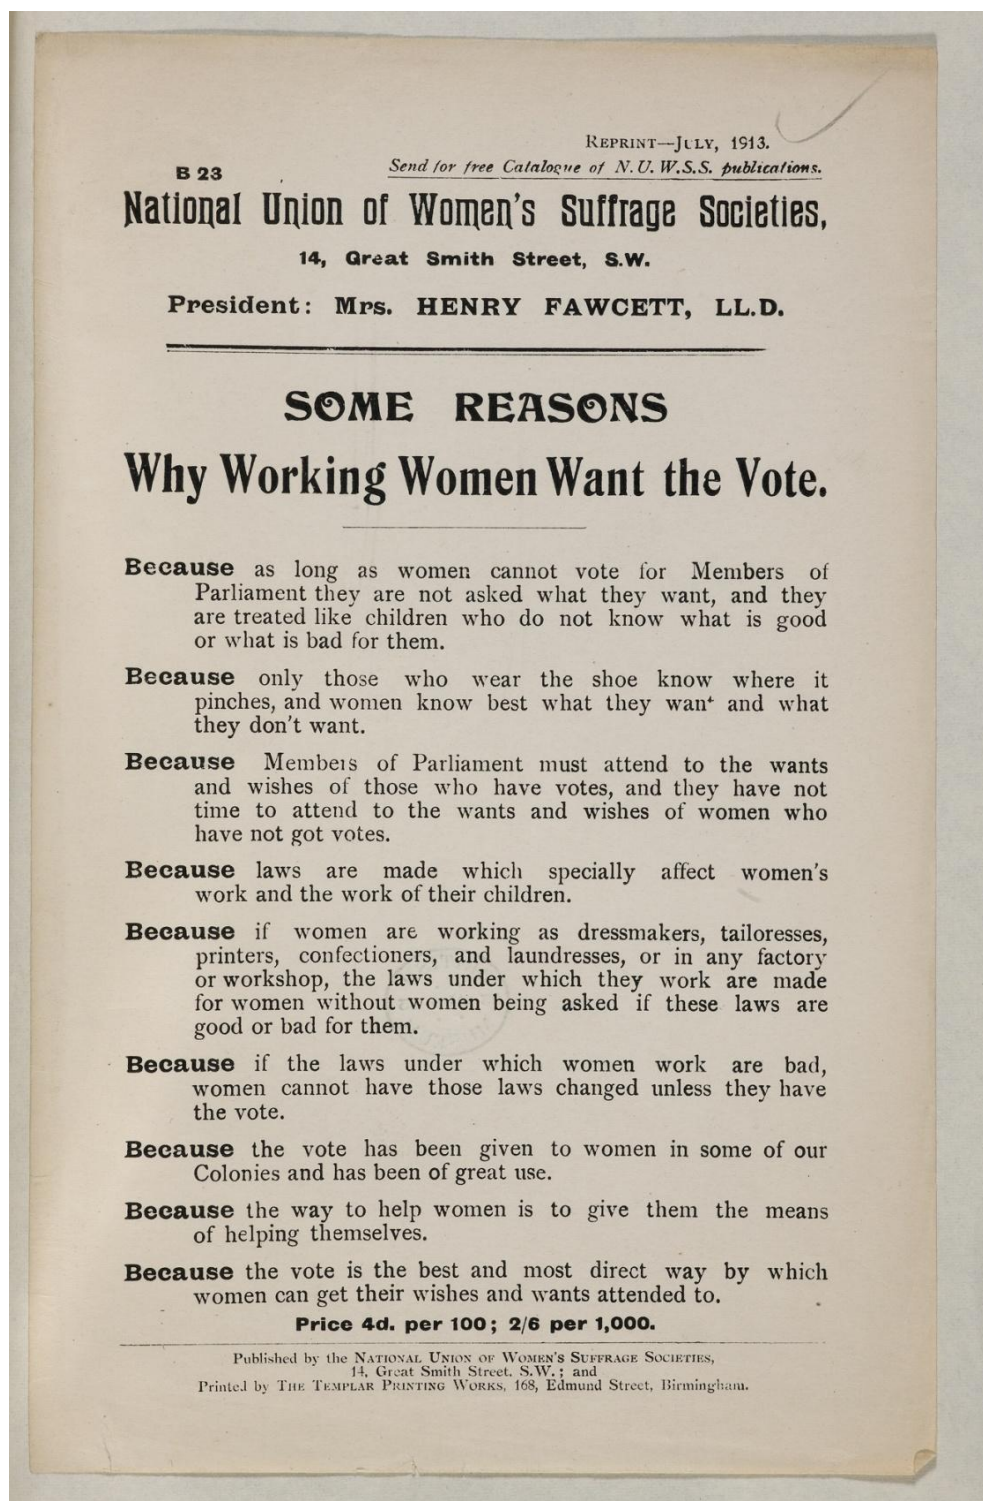 REPRINT—JULY, 1913.
B 23
Send for free Catalogue of N. U. W.S.S. publications.
National Union of Women's Suffrage Societies,
14, Great Smith Street, S.W.
President: Mrs. HENRY FAWCETT, LL.D.
SOME REASONS
Why Working Women Want the Vote.
Because as long as women cannot vote for Members of
Parliament they are not asked what they want, and they
are treated like children who do not know what is good
or what is bad for them.
Because only those who wear the shoe know where it
pinches, and women know best what they want and what
they don't want.
Because Members of Parliament must attend to the wants
and wishes of those who have votes, and they have not
time to attend to the wants and wishes of women who
have not got votes.
Because laws are made which specially affect women's
work and the work of their children.
Because if women are working as dressmakers, tailoresses,
printers, confectioners, and laundresses, or in any factory
or workshop, the laws under which they work are made
for women without women being asked if these laws are
good or bad for them.
Because if the laws under which women work are bad,
women cannot have those laws changed unless they have
the vote.
Because the vote has been given to women in some of our
Colonies and has been of great use.
Because the way to help women is to give them the means
of helping themselves.
Because the vote is the best and most direct way by which
women can get their wishes and wants attended to.
Price 4d. per 100; 2/6 per 1,000.
Published by the NATIONAL UNION OF WOMEN'S SUFFRAGE SOCIETIES,
14, Great Smith Street. S.W.; and
Printed by THE TEMPLAR PRINTING WORKS, 168, Edmund Street, Birmingham.